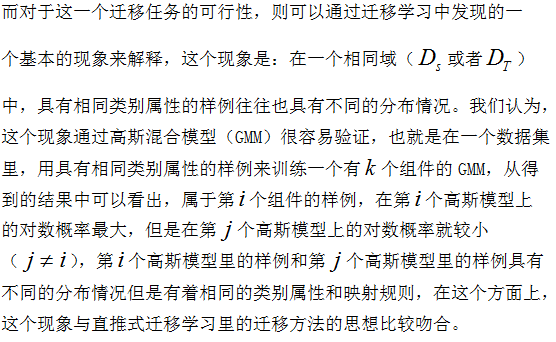 而对于这一个迁移任务的可行性，则可以通过迁移学习中发现的一
个基本的现象来解释，这个现象是：在一个相同域（ D_s 或者 D_T ）
中，具有相同类别属性的样例往往也具有不同的分布情况。我们认为，
这个现象通过高斯混合模型（GMM）很容易验证，也就是在一个数据集
里，用具有相同类别属性的样例来训练一个有 k 个组件的 GMM，从得
到的结果中可以看出，属于第 i 个组件的样例，在第 i 个高斯模型上
的对数概率最大，但是在第 j 个高斯模型上的对数概率就较小
（ j ≠ i ），第 i 个高斯模型里的样例和第 j 个高斯模型里的样例具有
不同的分布情况但是有着相同的类别属性和映射规则，在这个方面上，
这个现象与直推式迁移学习里的迁移方法的思想比较吻合。